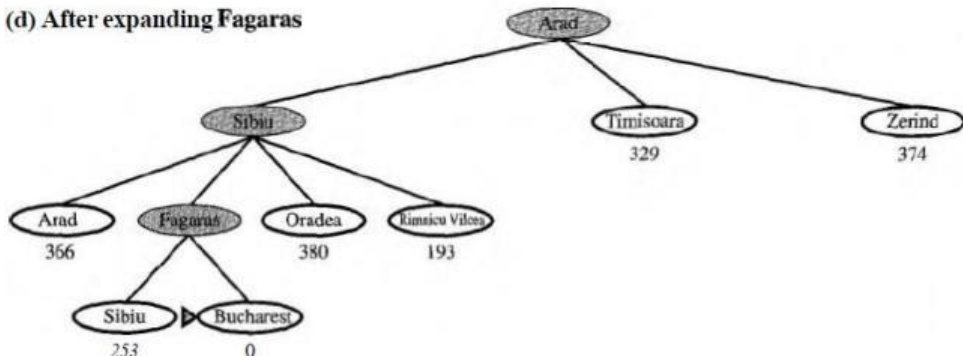 (d) After expanding Fagaras
Arad
Sibiu
Timisoara
Zerind
329
374
Arad
Fagaras
Oradea
Rimnicu Vilcea
366
380
193
Sibiu
Bucharest
253
0